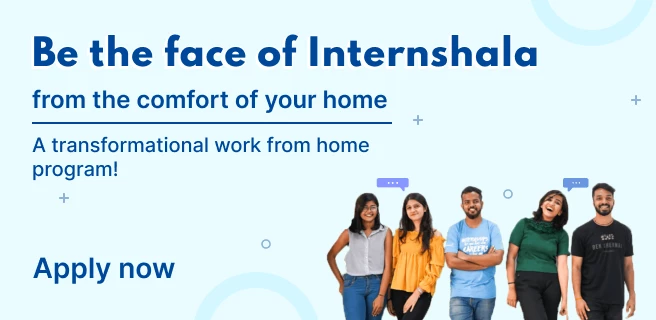 Be the face of Internshala
from the comfort of your home
A transformational work from home
program!
Apply now